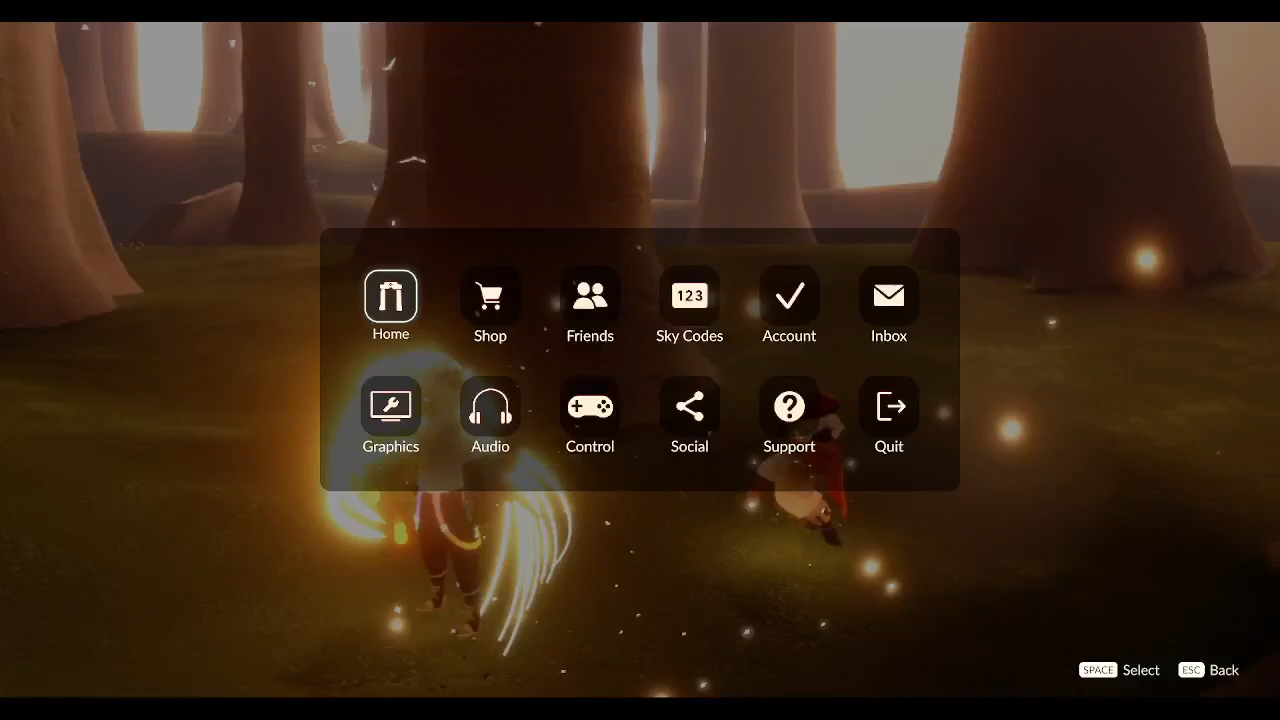 123
Home Shop Friends Sky Codes Account Inbox
Graphics Audio Control Social Support Quit
SPACE Select ESC Back